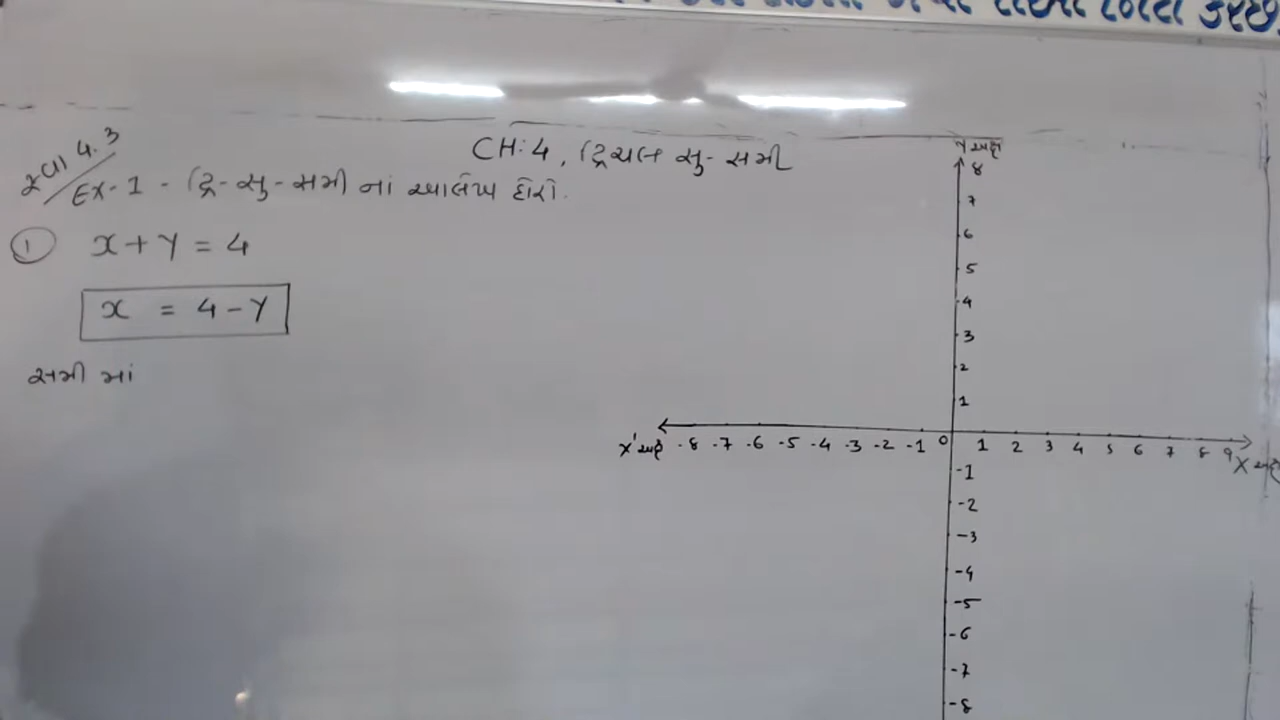 CH: 4, દ્વિચલ સુ- સમી
સ્વા 4.3
Ex- 1 - દ્વિ-સુ-સમી નાં આલેખ દોરો.
① x + y = 4
x = 4 - y
સમી માં
y અક્ષ
8
7
6
5
4
3
2
1
x' અક્ષ -8 -7 -6 -5 -4 -3 -2 -1 0 1 2 3 4 5 6 7 8 9 X અક્ષ
-1
-2
-3
-4
-5
-6
-7
-8